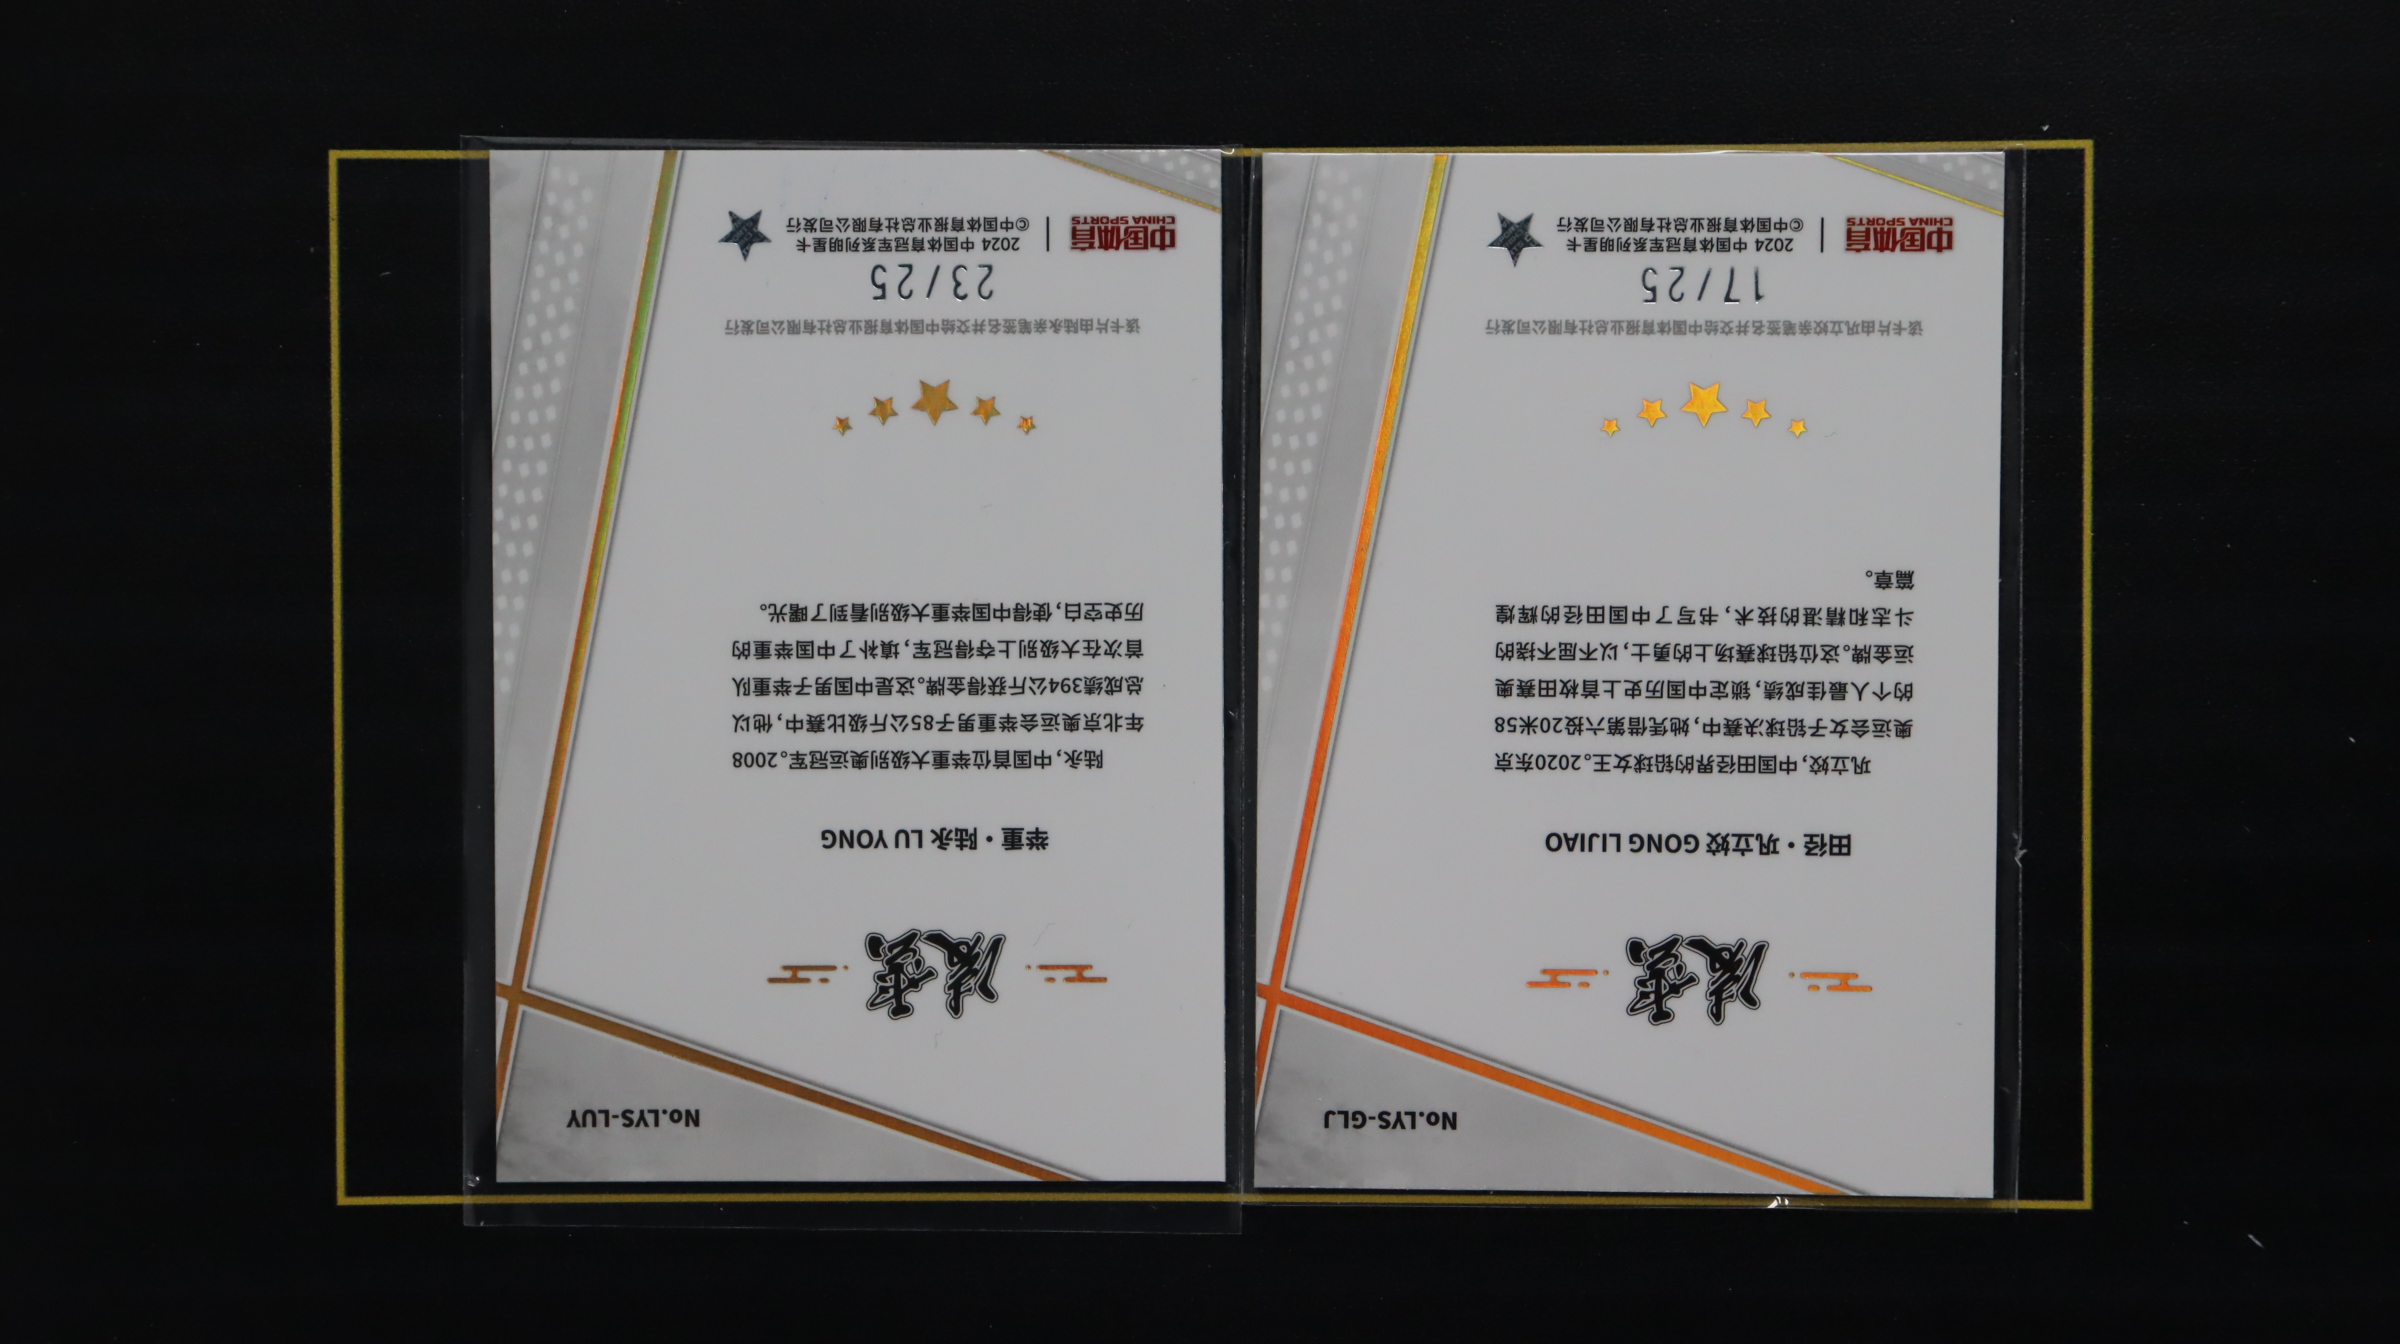 No.LYS-GLJ
凌雲
田径·巩立姣 GONG LIJIAO
巩立姣,中国田径界的铅球女王。2020东京
奥运会女子铅球决赛中,她凭借第六投20米58
的个人最佳成绩,锁定中国历史上首枚田赛奥
运金牌。这位铅球赛场上的勇士,以不屈不挠的
斗志和精湛的技术,书写了中国田径的辉煌
篇章。
该卡片由巩立姣亲笔签名并交给中国体育报业总社有限公司发行
17/25
中国体育
CHINA SPORTS
2024 中国体育冠军系列明星卡
©中国体育报业总社有限公司发行
No.LYS-LUY
凌雲
举重·陆永 LU YONG
陆永,中国首位举重大级别奥运冠军。2008
年北京奥运会举重男子85公斤级比赛中,他以
总成绩394公斤获得金牌。这是中国男子举重队
首次在大级别上夺得冠军,填补了中国举重的
历史空白,使得中国举重大级别看到了曙光。
该卡片由陆永亲笔签名并交给中国体育报业总社有限公司发行
23/25
中国体育
CHINA SPORTS
2024 中国体育冠军系列明星卡
©中国体育报业总社有限公司发行